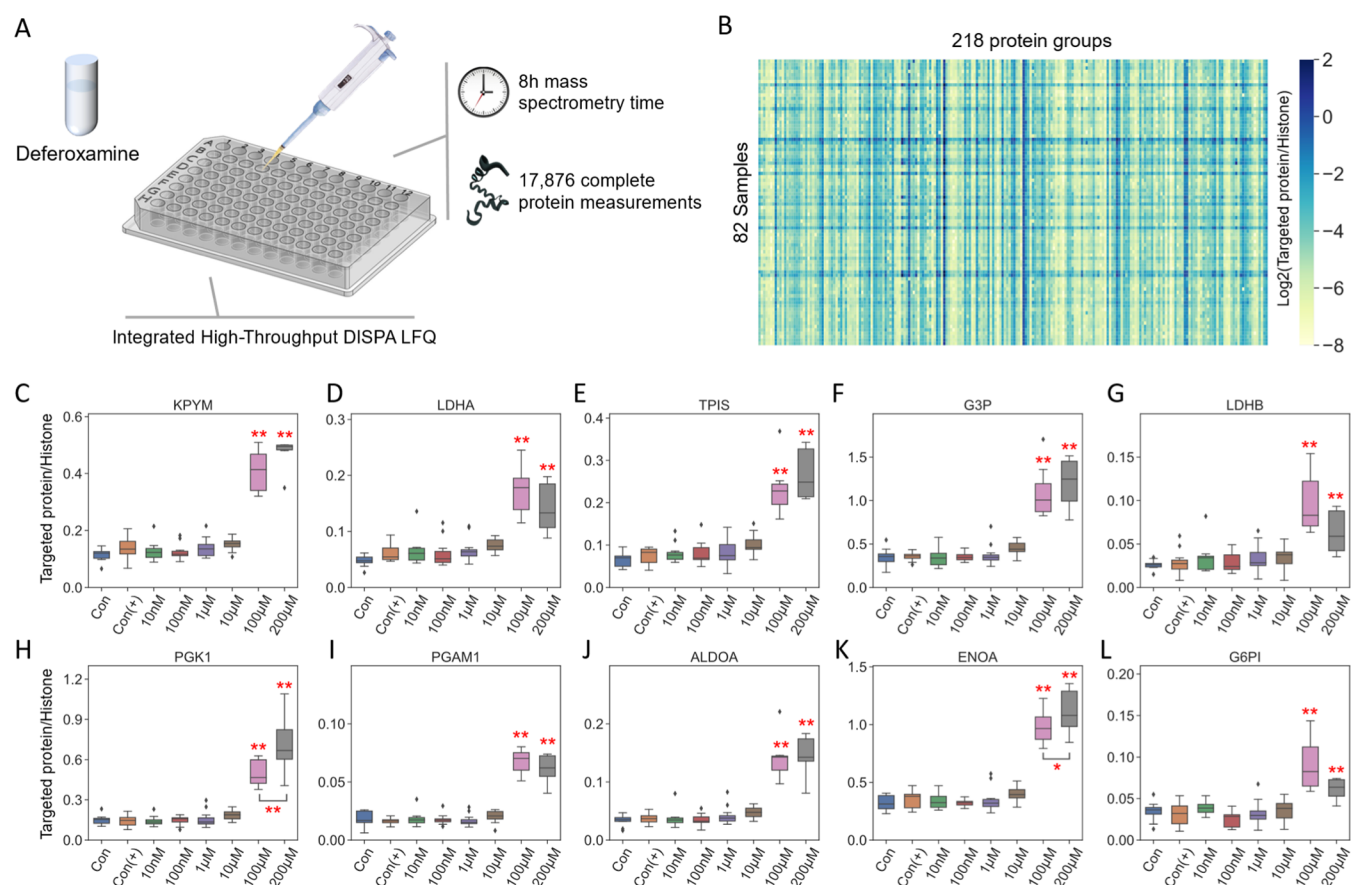 A
B
Deferoxamine
8h mass
spectrometry time
17,876 complete
protein measurements
Integrated High-Throughput DISPA LFQ
A
B
C
D
E
F
G
H
218 protein groups
82 Samples
2
0
−2
−4
−6
−8
Log2(Targeted protein/Histone)
C
KPYM
Targeted protein/Histone
0.6
0.4
0.2
0.0
** **
Con Con(+) 10nM 100nM 1μM 10μM 100μM 200μM
D
LDHA
0.3
0.2
0.1
0.0
** **
Con Con(+) 10nM 100nM 1μM 10μM 100μM 200μM
E
TPIS
0.4
0.3
0.2
0.1
0.0
** **
Con Con(+) 10nM 100nM 1μM 10μM 100μM 200μM
F
G3P
1.5
1.0
0.5
0.0
** **
Con Con(+) 10nM 100nM 1μM 10μM 100μM 200μM
G
LDHB
0.15
0.10
0.05
0.00
** **
Con Con(+) 10nM 100nM 1μM 10μM 100μM 200μM
H
PGK1
Targeted protein/Histone
1.2
0.9
0.6
0.3
0.0
** **
**
Con Con(+) 10nM 100nM 1μM 10μM 100μM 200μM
I
PGAM1
0.10
0.05
0.00
** **
Con Con(+) 10nM 100nM 1μM 10μM 100μM 200μM
J
ALDOA
0.2
0.1
0.0
** **
Con Con(+) 10nM 100nM 1μM 10μM 100μM 200μM
K
ENOA
1.5
1.0
0.5
0.0
** **
*
Con Con(+) 10nM 100nM 1μM 10μM 100μM 200μM
L
G6PI
0.20
0.15
0.10
0.05
0.00
** **
Con Con(+) 10nM 100nM 1μM 10μM 100μM 200μM